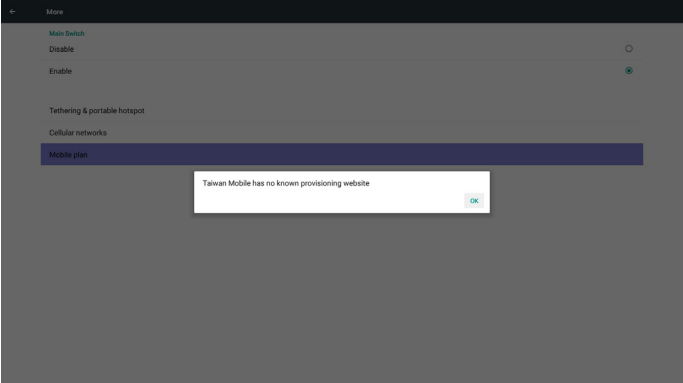 More
Main Switch
Disable
Enable
Tethering & portable hotspot
Cellular networks
Mobile plan
Taiwan Mobile has no known provisioning website
OK